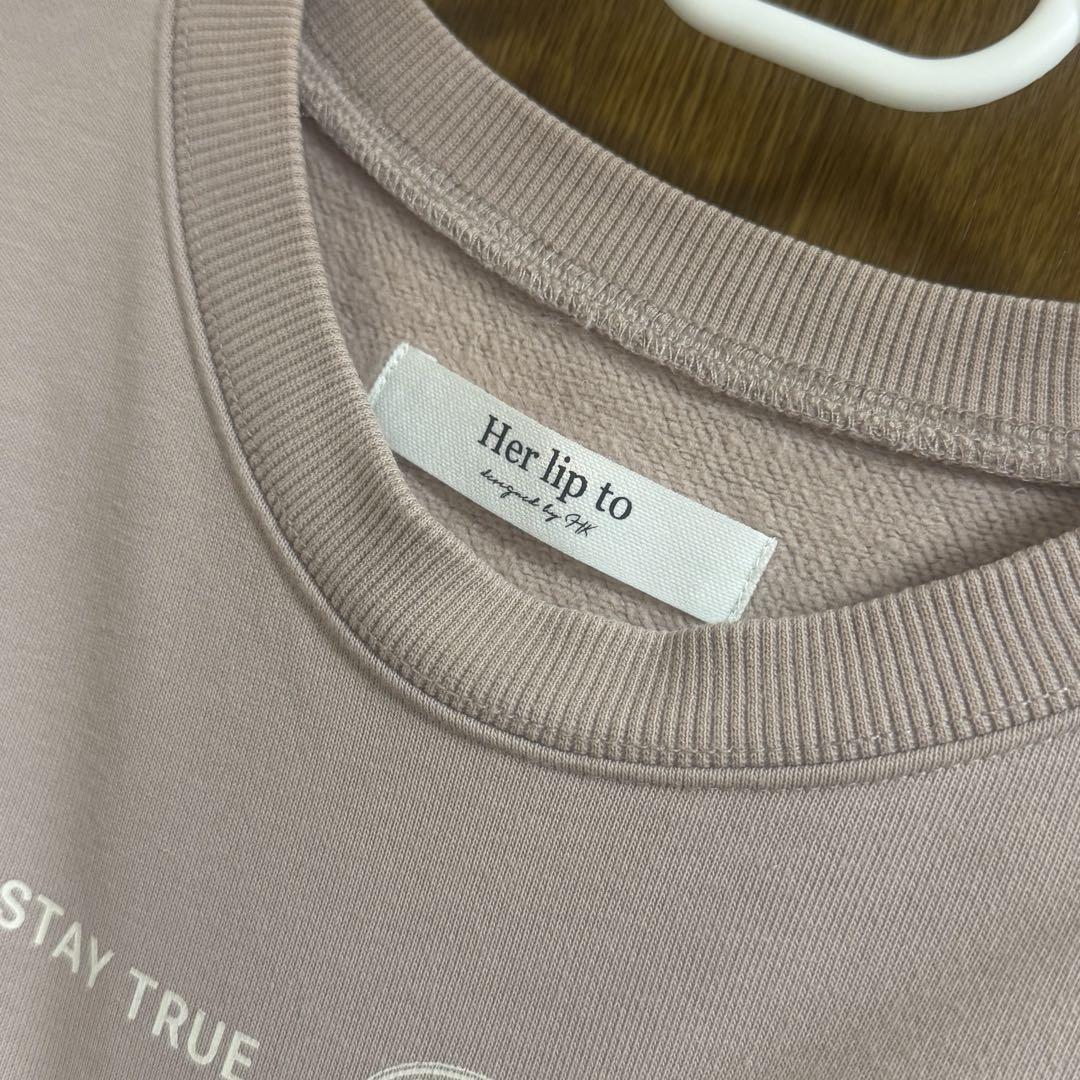 Her lip to
designed by HK
STAY TRUE